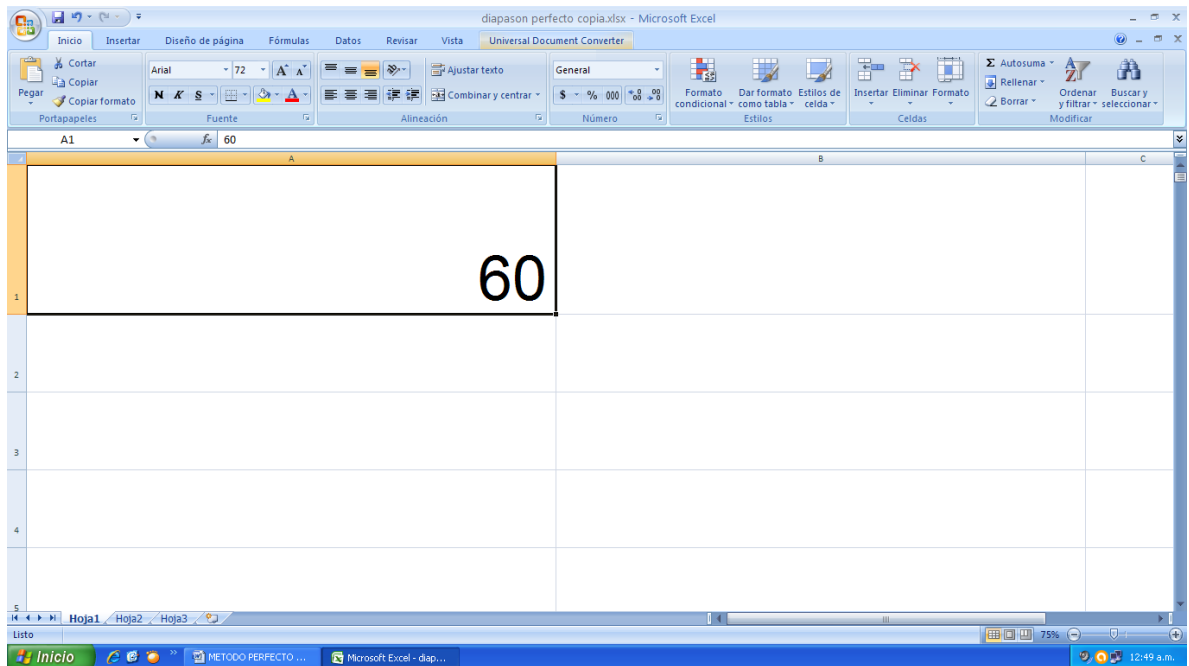 diapason perfecto copia.xlsx - Microsoft Excel
Inicio Insertar Diseño de página Fórmulas Datos Revisar Vista Universal Document Converter
Pegar
Cortar
Copiar
Copiar formato
Portapapeles
Arial 72
N K S
Fuente
Ajustar texto
Combinar y centrar
Alineación
General
$ % 000
Número
Formato condicional
Dar formato como tabla
Estilos de celda
Estilos
Insertar Eliminar Formato
Celdas
Σ Autosuma
Rellenar
Borrar
Ordenar y filtrar
Buscar y seleccionar
Modificar
A1 fx 60
A B C
60
1
2
3
4
5
Hoja1 Hoja2 Hoja3
Listo 75%
Inicio METODO PERFECTO ... Microsoft Excel - diap... 12:49 a.m.